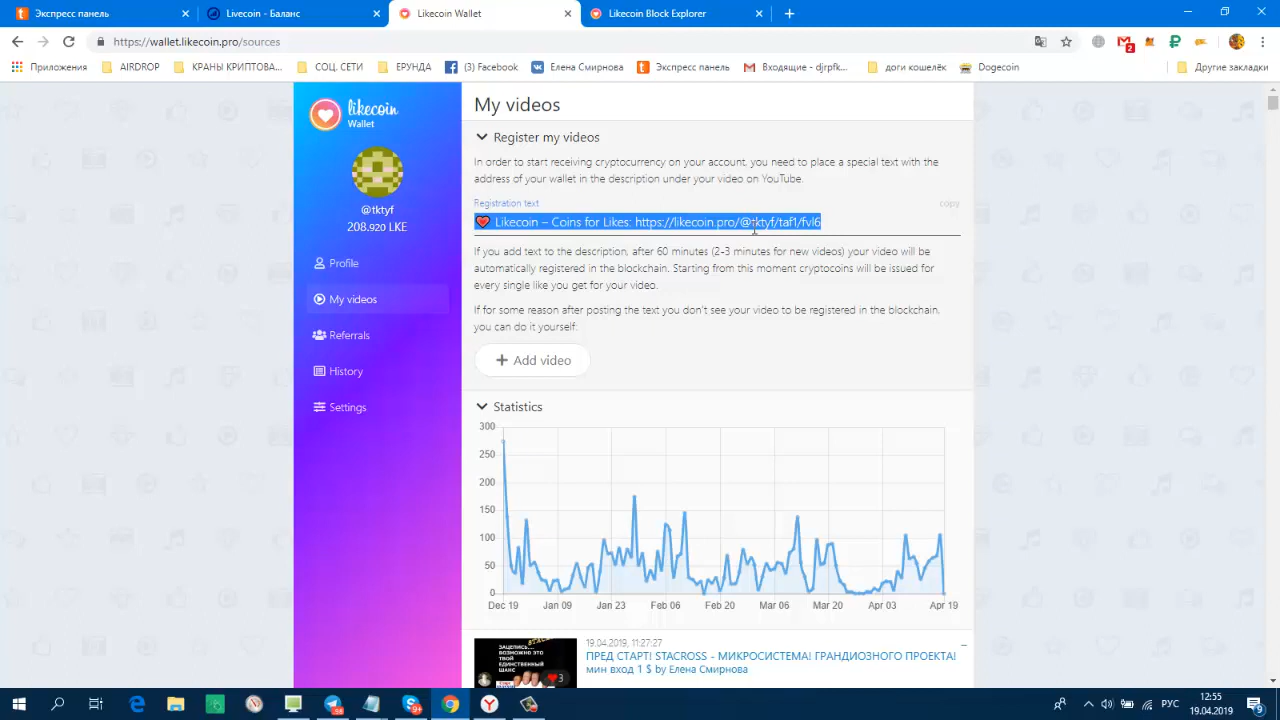 Экспресс панель
Livecoin - Баланс
Likecoin Wallet
Likecoin Block Explorer
https://wallet.likecoin.pro/sources
2
Приложения
AIRDROP
КРАНЫ КРИПТОВА...
СОЦ. СЕТИ
ЕРУНДА
(3) Facebook
Елена Смирнова
Экспресс панель
Входящие - djrpfk...
доги кошелёк
Dogecoin
Другие закладки
likecoin
Wallet
@tktyf
208.920 LKE
Profile
My videos
Referrals
History
Settings
My videos
Register my videos
In order to start receiving cryptocurrency on your account, you need to place a special text with the
address of your wallet in the description under your video on YouTube.
Registration text
copy
Likecoin – Coins for Likes: https://likecoin.pro/@tktyf/taf1/fvl6
If you add text to the description, after 60 minutes (2-3 minutes for new videos) your video will be
automatically registered in the blockchain. Starting from this moment cryptocoins will be issued for
every single like you get for your video.
If for some reason after posting the text you don't see your video to be registered in the blockchain,
you can do it yourself:
+ Add video
Statistics
300
250
200
150
100
50
0
Dec 19
Jan 09
Jan 23
Feb 06
Feb 20
Mar 06
Mar 20
Apr 03
Apr 19
ЗАЦЕПИСЬ...
ВОЗМОЖНО ЭТО
ТВОЙ
ЕДИНСТВЕННЫЙ
ШАНС
3
19.04.2019, 11:27:27
ПРЕД СТАРТ! STACROSS - МИКРОСИСТЕМА! ГРАНДИОЗНОГО ПРОЕКТА!
мин вход 1 $ by Елена Смирнова
РУС
12:55
19.04.2019